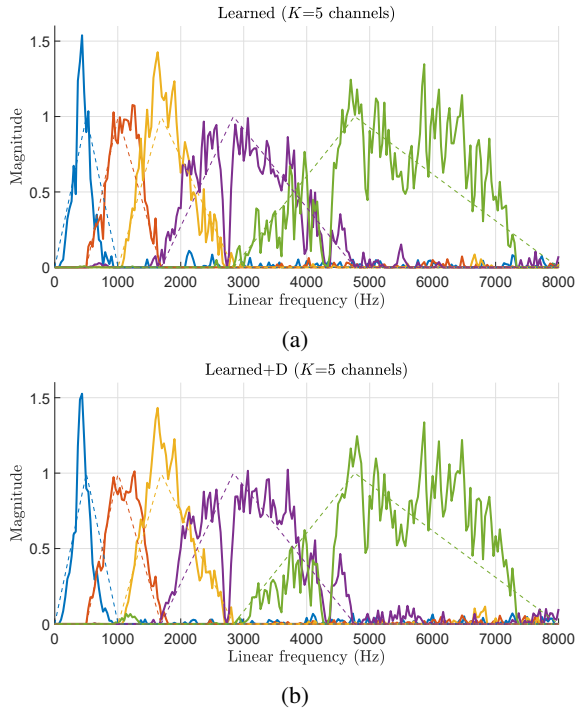 Learned (K=5 channels)
1.5
1
0.5
0
Magnitude
0 1000 2000 3000 4000 5000 6000 7000 8000
Linear frequency (Hz)
(a)
Learned+D (K=5 channels)
1.5
1
0.5
0
Magnitude
0 1000 2000 3000 4000 5000 6000 7000 8000
Linear frequency (Hz)
(b)